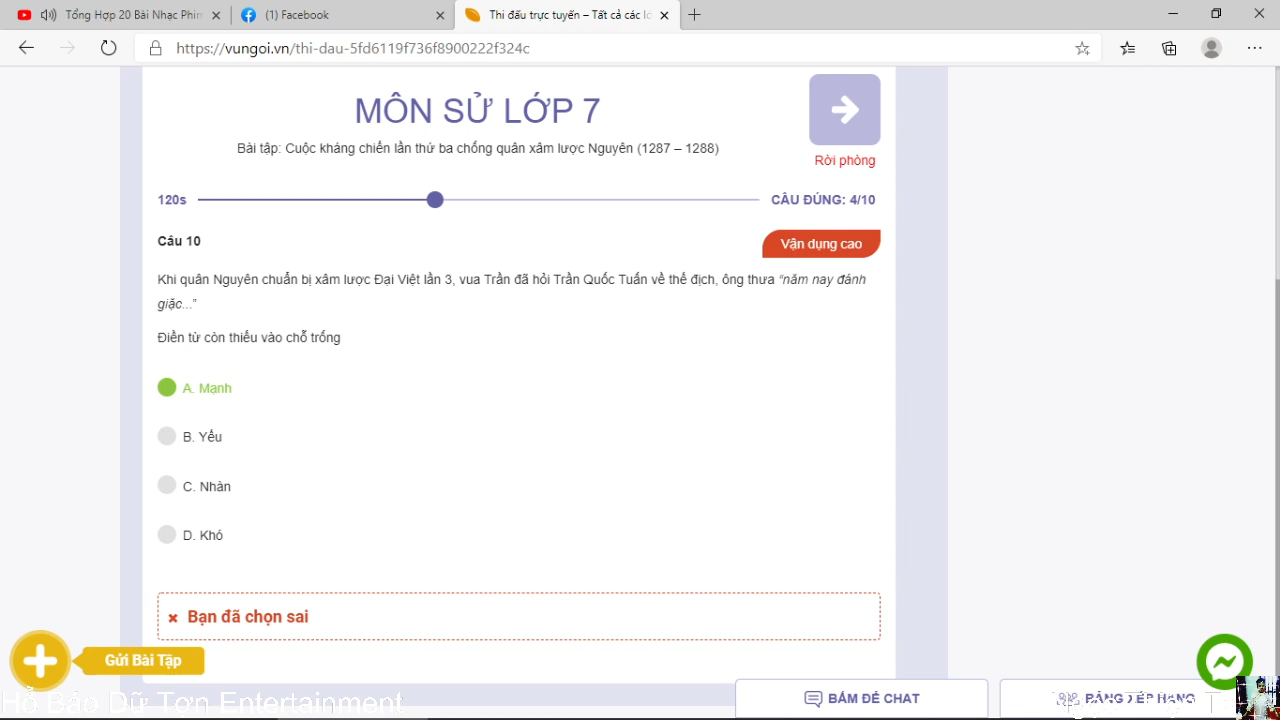 Tổng Hợp 20 Bài Nhạc Phi
(1) Facebook
Thi đấu trực tuyến - Tất cả các lớ
https://vungoi.vn/thi-dau-5fd6119f736f8900222f324c
MÔN SỬ LỚP 7
Bài tập: Cuộc kháng chiến lần thứ ba chống quân xâm lược Nguyên (1287 – 1288)
Rời phòng
120s
CÂU ĐÚNG: 4/10
Câu 10
Vận dụng cao
Khi quân Nguyên chuẩn bị xâm lược Đại Việt lần 3, vua Trần đã hỏi Trần Quốc Tuấn về thế địch, ông thưa “năm nay đánh
giặc...”
Điền từ còn thiếu vào chỗ trống
A. Mạnh
B. Yếu
C. Nhàn
D. Khó
Bạn đã chọn sai
Gửi Bài Tập
Hổ Báo Dữ Tợn Entertainment
BẤM ĐỂ CHAT
BẢNG XẾP HẠNG